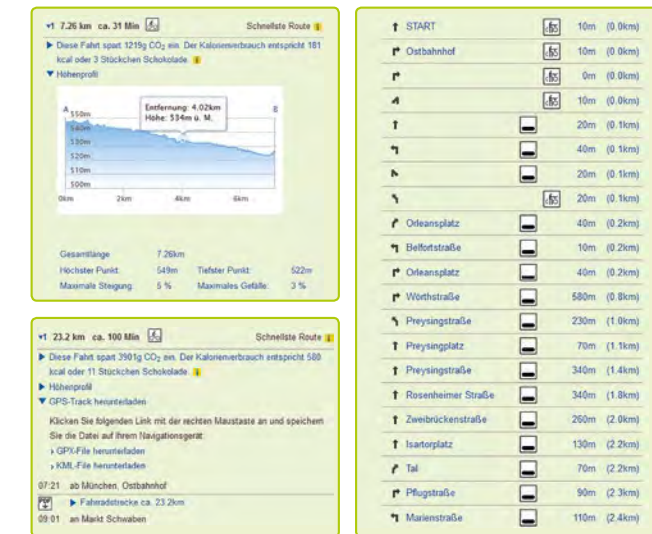 ▾1 7.26 km ca. 31 Min Schnellste Route
Diese Fahrt spart 1219g CO₂ ein. Der Kalorienverbrauch entspricht 181
kcal oder 3 Stückchen Schokolade.
Höhenprofil
A B
Entfernung: 4.02km
Höhe: 534m ü. M.
550m
540m
530m
520m
510m
500m
0km 2km 4km 6km
Gesamtlänge 7.26km
Höchster Punkt: 549m Tiefster Punkt: 522m
Maximale Steigung: 5 % Maximales Gefälle: 3 %
▾1 23.2 km ca. 100 Min Schnellste Route
Diese Fahrt spart 3901g CO₂ ein. Der Kalorienverbrauch entspricht 580
kcal oder 11 Stückchen Schokolade.
Höhenprofil
GPS-Track herunterladen
Klicken Sie folgenden Link mit der rechten Maustaste an und speichern
Sie die Datei auf Ihrem Navigationsgerät
› GPX-File herunterladen
› KML-File herunterladen
07:21 ab München, Ostbahnhof
PDF Fahrradstrecke ca. 23.2km
09:01 an Markt Schwaben
START 10m (0.0km)
Ostbahnhof 10m (0.0km)
0m (0.0km)
10m (0.0km)
20m (0.1km)
40m (0.1km)
20m (0.1km)
20m (0.1km)
Orleansplatz 40m (0.2km)
Belfortstraße 10m (0.2km)
Orleansplatz 40m (0.2km)
Wörthstraße 580m (0.8km)
Preysingstraße 230m (1.0km)
Preysingplatz 70m (1.1km)
Preysingstraße 340m (1.4km)
Rosenheimer Straße 340m (1.8km)
Zweibrückenstraße 260m (2.0km)
Isartorplatz 130m (2.2km)
Tal 70m (2.2km)
Pflugstraße 90m (2.3km)
Marienstraße 110m (2.4km)